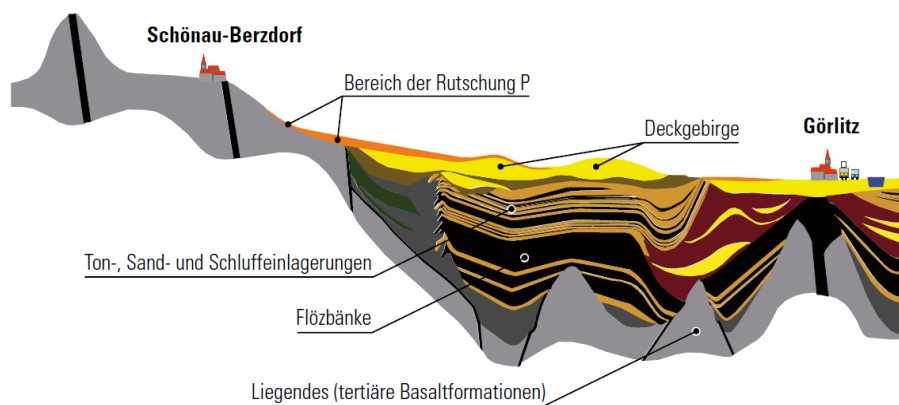 Schönau-Berzdorf
Bereich der Rutschung P
Deckgebirge
Görlitz
Ton-, Sand- und Schluffeinlagerungen
Flözbänke
Liegendes (tertiäre Basaltformationen)